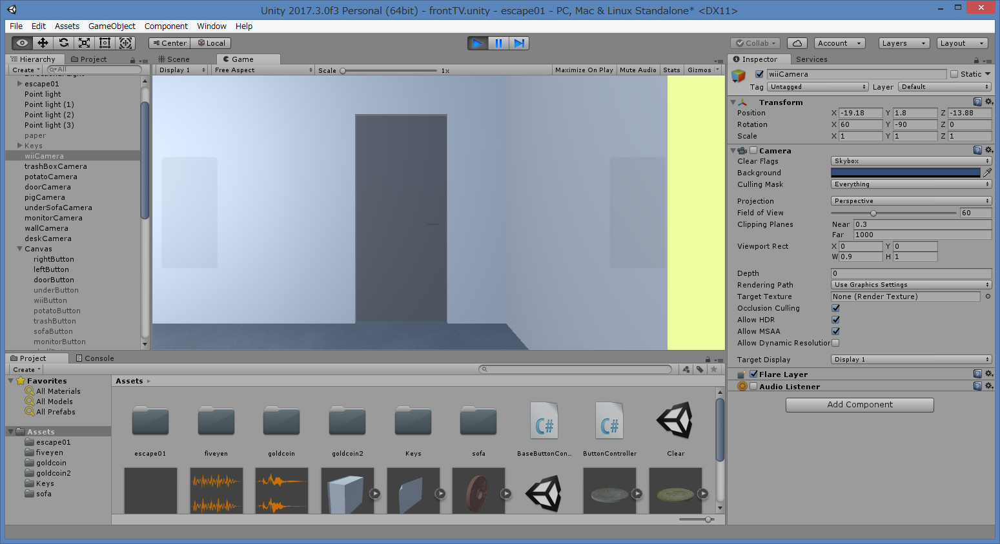 Unity 2017.3.0f3 Personal (64bit) - frontTV.unity - escape01 - PC, Mac & Linux Standalone* <DX11>
File Edit Assets GameObject Component Window Help
Center Local
Collab Account Layers Layout
Hierarchy Project
Create All
Directional Light
escape01
Point light
Point light (1)
Point light (2)
Point light (3)
paper
Keys
wiiCamera
trashBoxCamera
potatoCamera
doorCamera
pigCamera
underSofaCamera
monitorCamera
wallCamera
deskCamera
Canvas
rightButton
leftButton
doorButton
underButton
wiiButton
potatoButton
trashButton
sofaButton
monitorButton
Scene Game
Display 1 Free Aspect Scale 1x Maximize On Play Mute Audio Stats Gizmos
Inspector Services
wiiCamera Static
Tag Untagged Layer Default
Transform
Position X -19.18 Y 1.8 Z -13.88
Rotation X 60 Y -90 Z 0
Scale X 1 Y 1 Z 1
Camera
Clear Flags Skybox
Background
Culling Mask Everything
Projection Perspective
Field of View 60
Clipping Planes Near 0.3
Far 1000
Viewport Rect X 0 Y 0
W 0.9 H 1
Depth 0
Rendering Path Use Graphics Settings
Target Texture None (Render Texture)
Occlusion Culling
Allow HDR
Allow MSAA
Allow Dynamic Resolution
Target Display Display 1
Flare Layer
Audio Listener
Add Component
Project Console
Create
Favorites
All Materials
All Models
All Prefabs
Assets
escape01
fiveyen
goldcoin
goldcoin2
Keys
sofa
Assets
C# C#
escape01 fiveyen goldcoin goldcoin2 Keys sofa BaseButtonCon... ButtonController Clear